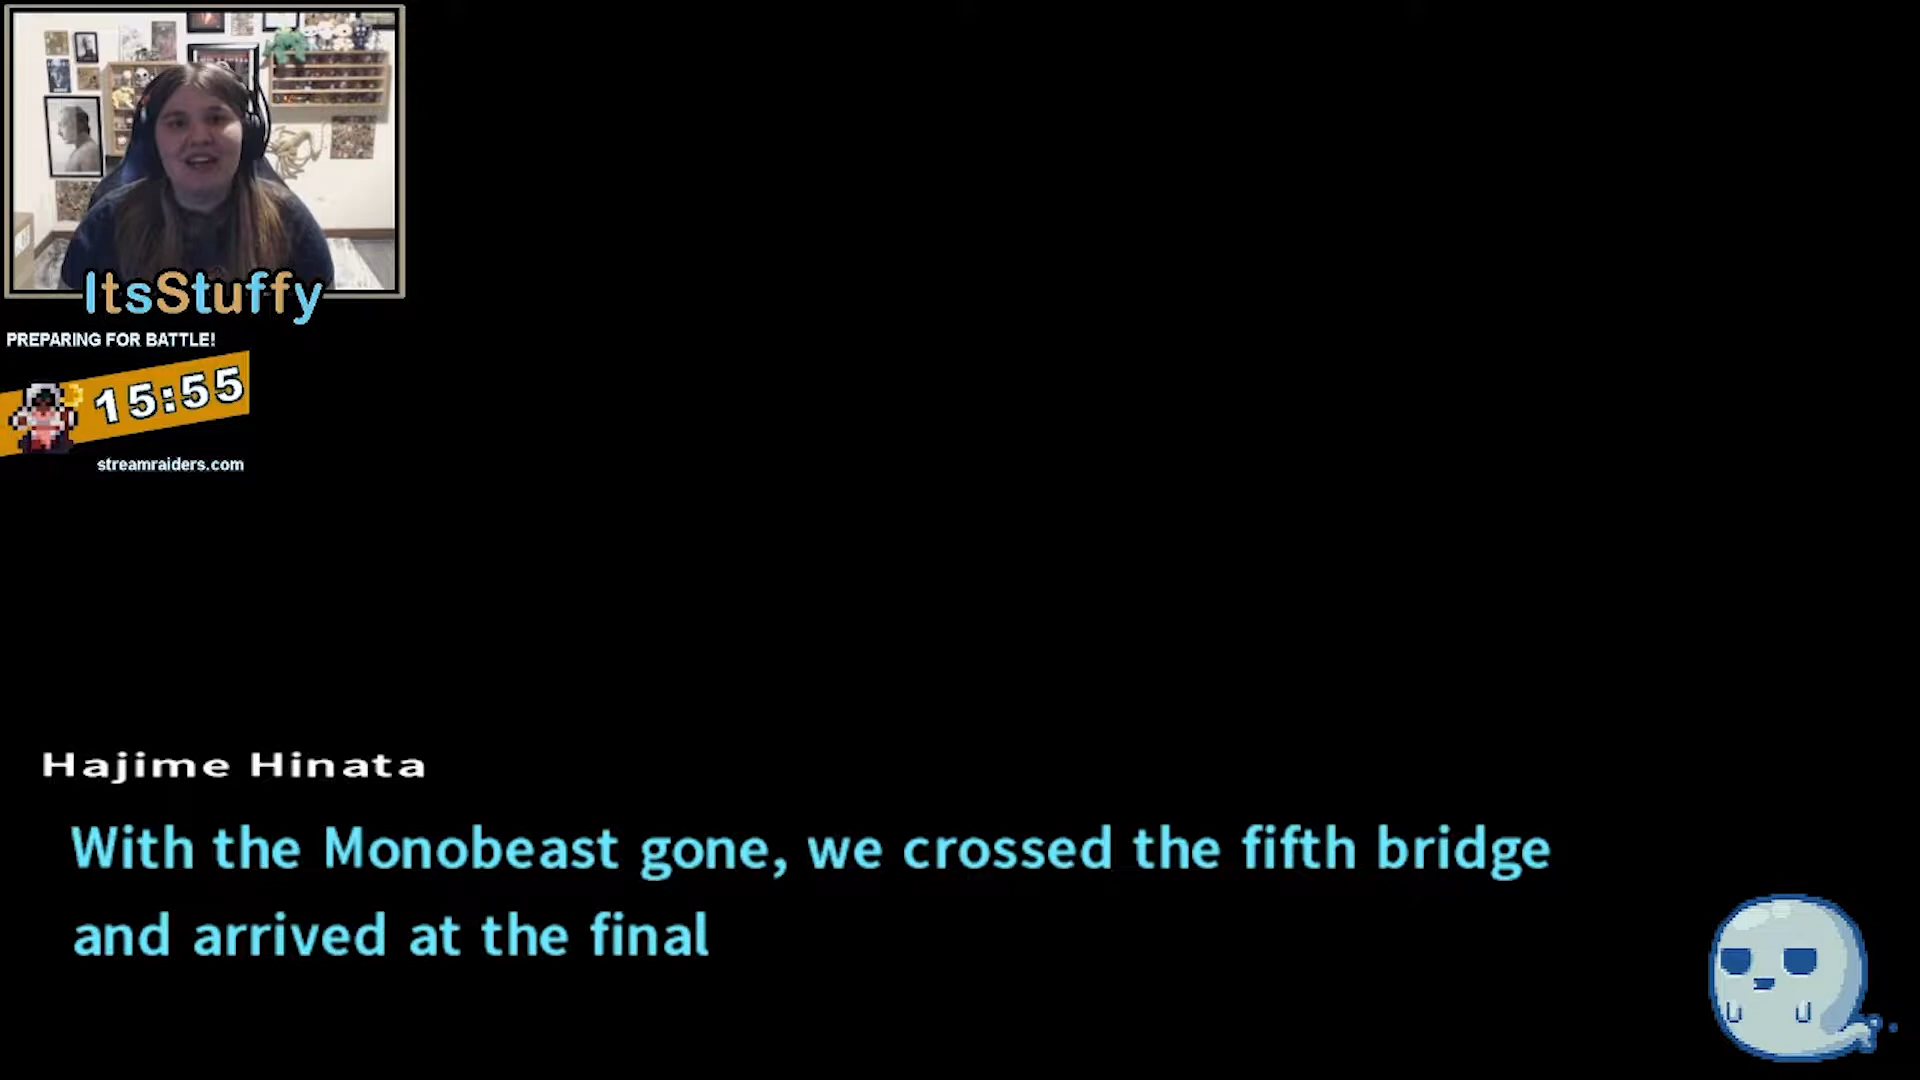 ItsStuffy
PREPARING FOR BATTLE!
15:55
streamraiders.com
Hajime Hinata
With the Monobeast gone, we crossed the fifth bridge
and arrived at the final